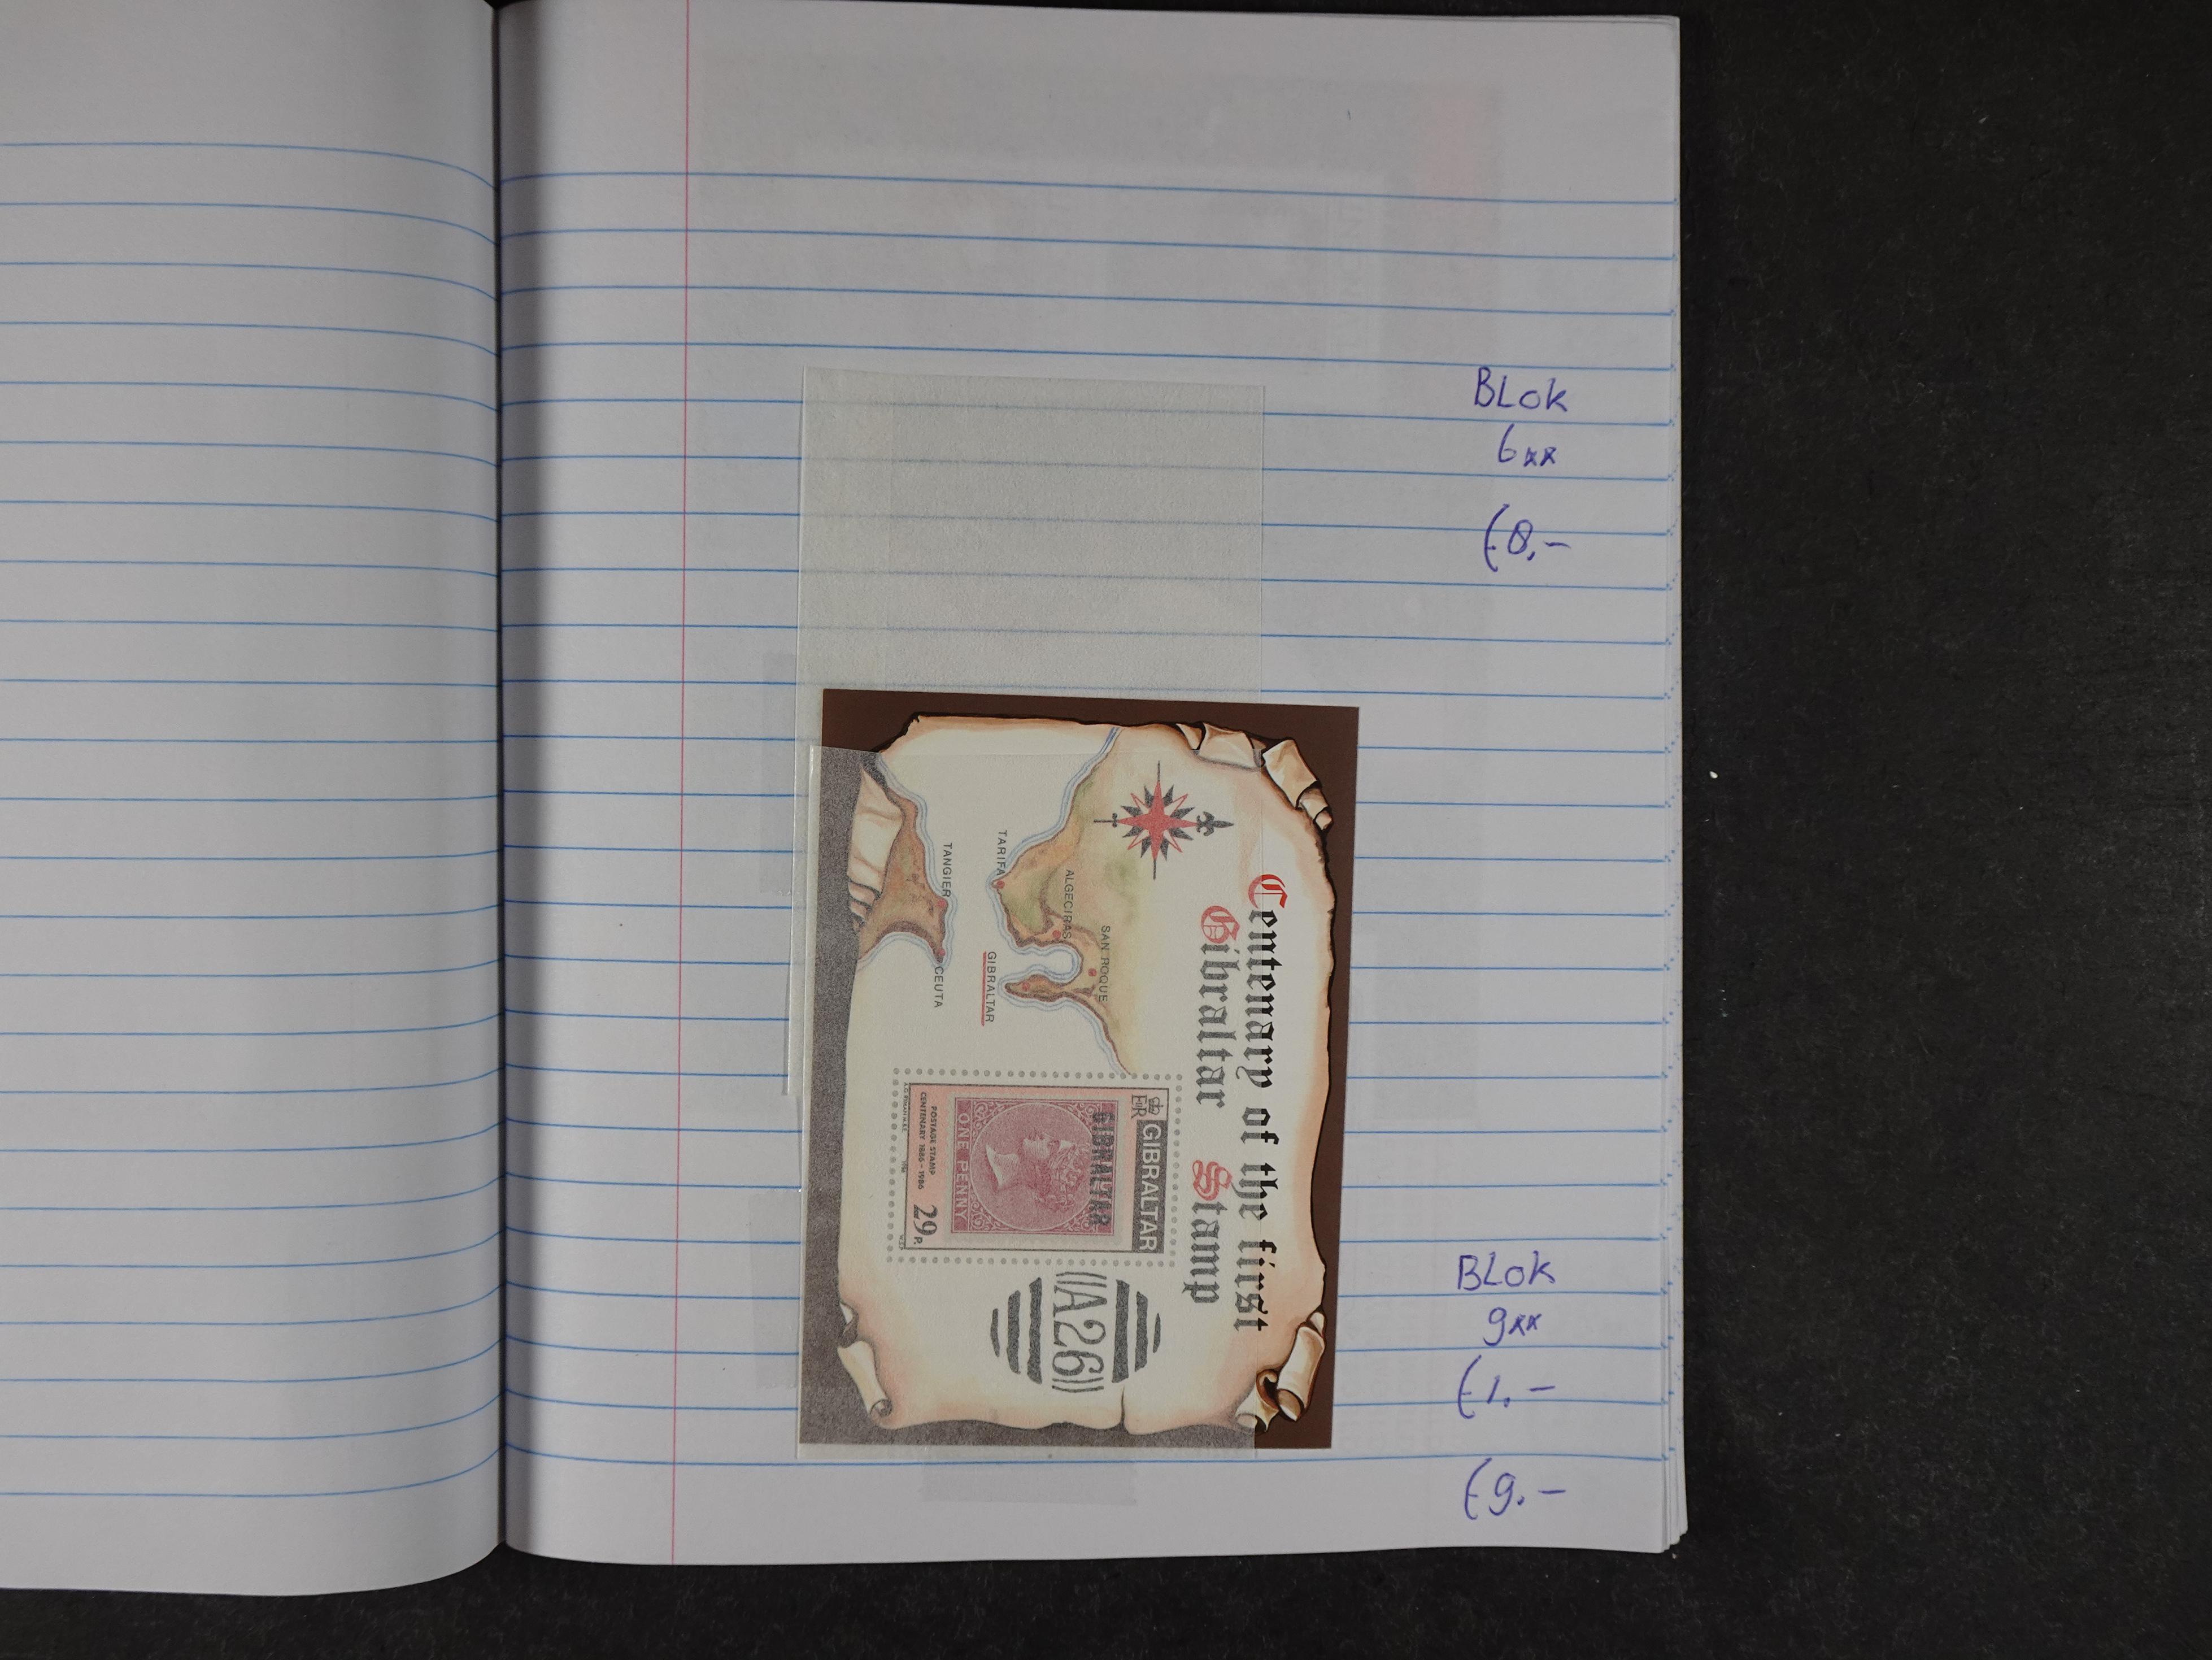 BLok
6xx
€8,-
Centenary of the first
Gibraltar Stamp
SAN ROQUE
ALGECIRAS
TARIFA
GIBRALTAR
TANGIER
CEUTA
GIBRALTAR
EIIR
GIBRALTAR
ONE PENNY
POSTAGE STAMP
CENTENARY 1886-1986
29P.
A26
BLok
9xx
€1.-
€9.-